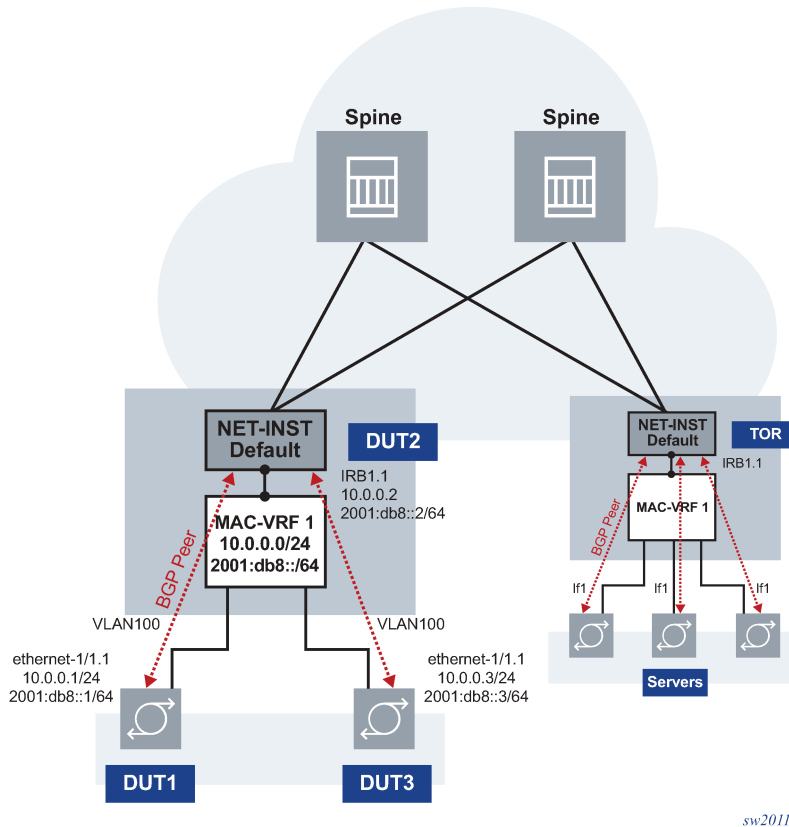 Spine
Spine
NET-INST
Default
DUT2
IRB1.1
10.0.0.2
2001:db8::2/64
MAC-VRF 1
10.0.0.0/24
2001:db8::/64
BGP Peer
VLAN100
VLAN100
ethernet-1/1.1
10.0.0.1/24
2001:db8::1/64
ethernet-1/1.1
10.0.0.3/24
2001:db8::3/64
DUT1
DUT3
NET-INST
Default
TOR
IRB1.1
MAC-VRF 1
BGP Peer
If1
If1
If1
Servers
sw2011